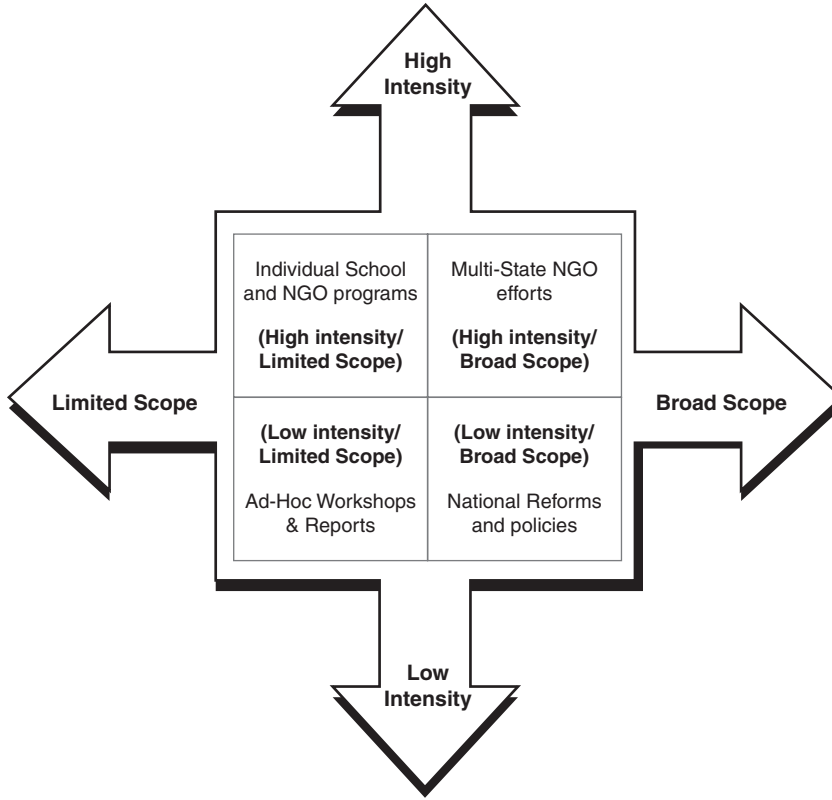 High
Intensity
Individual School
and NGO programs
(High intensity/
Limited Scope)
Multi-State NGO
efforts
(High intensity/
Broad Scope)
Limited Scope
Broad Scope
(Low intensity/
Limited Scope)
Ad-Hoc Workshops
& Reports
(Low intensity/
Broad Scope)
National Reforms
and policies
Low
Intensity